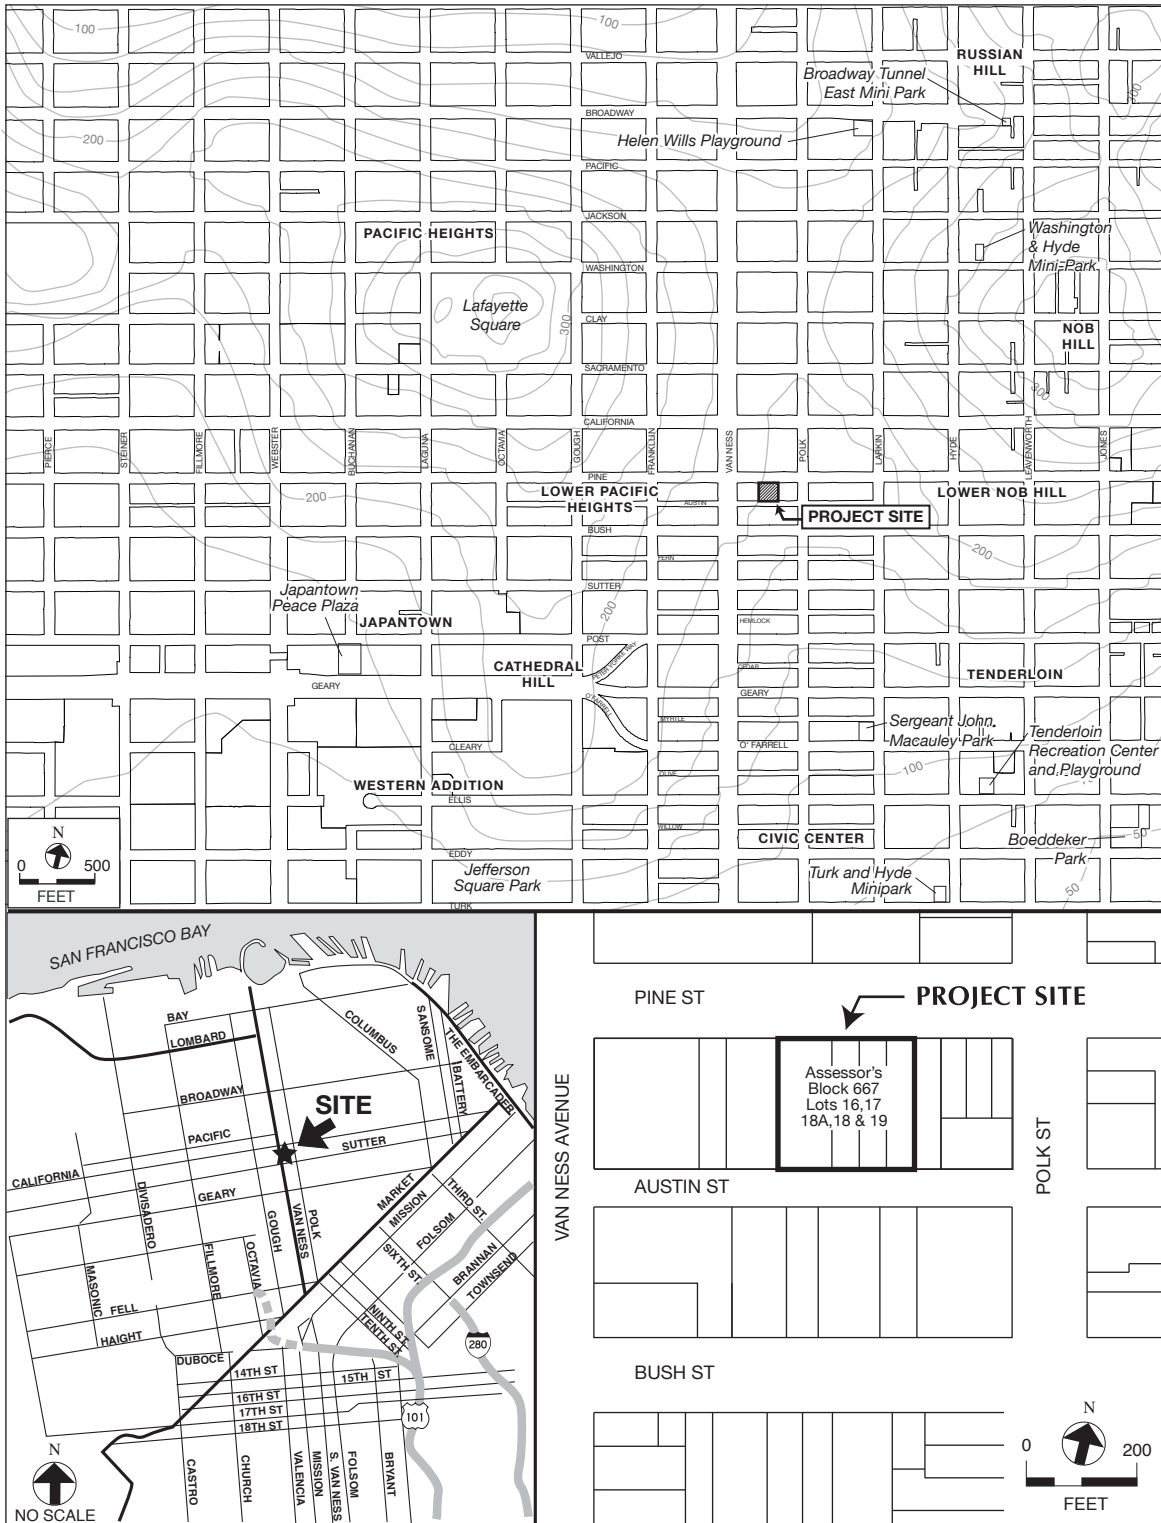 100
100
VALLEJO
RUSSIAN
HILL
Broadway Tunnel
East Mini Park
200
BROADWAY
200
Helen Wills Playground
PACIFIC
JACKSON
PACIFIC HEIGHTS
Washington
& Hyde
Mini-Park
WASHINGTON
Lafayette
Square
300
CLAY
NOB
HILL
SACRAMENTO
300
CALIFORNIA
PIERCE
STEINER
FILLMORE
WEBSTER
BUCHANAN
LAGUNA
OCTAVIA
GOUGH
FRANKLIN
VAN NESS
POLK
LARKIN
HYDE
LEAVENWORTH
JONES
PINE
200
LOWER PACIFIC
HEIGHTS
AUSTIN
LOWER NOB HILL
PROJECT SITE
BUSH
FERN
200
SUTTER
Japantown
Peace Plaza
JAPANTOWN
200
HEMLOCK
POST
PETER YORKE WAY
CATHEDRAL
HILL
CEDAR
TENDERLOIN
GEARY
GEARY
O'FARRELL
MYRTLE
Sergeant John
Macauley Park
Tenderloin
Recreation Center
and Playground
CLEARY
O' FARRELL
100
OLIVE
WESTERN ADDITION
ELLIS
WILLOW
CIVIC CENTER
Boeddeker
Park
50
N
0 500
FEET
EDDY
Jefferson
Square Park
Turk and Hyde
Minipark
50
TURK
SAN FRANCISCO BAY
BAY
LOMBARD
COLUMBUS
SANSOME
THE EMBARCADERO
BATTERY
BROADWAY
SITE
PACIFIC
SUTTER
CALIFORNIA
GEARY
DIVISADERO
GOUGH
VAN NESS
POLK
MARKET
MISSION
THIRD ST.
FOLSOM
SIXTH ST.
BRANNAN
TOWNSEND
MASONIC
FILLMORE
OCTAVIA
FELL
HAIGHT
NINTH ST.
TENTH ST.
280
DUBOCE
14TH ST
15TH ST
16TH ST
17TH ST
18TH ST
101
CASTRO
CHURCH
VALENCIA
MISSION
S. VAN NESS
FOLSOM
BRYANT
N
NO SCALE
PINE ST
PROJECT SITE
Assessor's
Block 667
Lots 16,17
18A,18 & 19
VAN NESS AVENUE
POLK ST
AUSTIN ST
BUSH ST
N
0 200
FEET